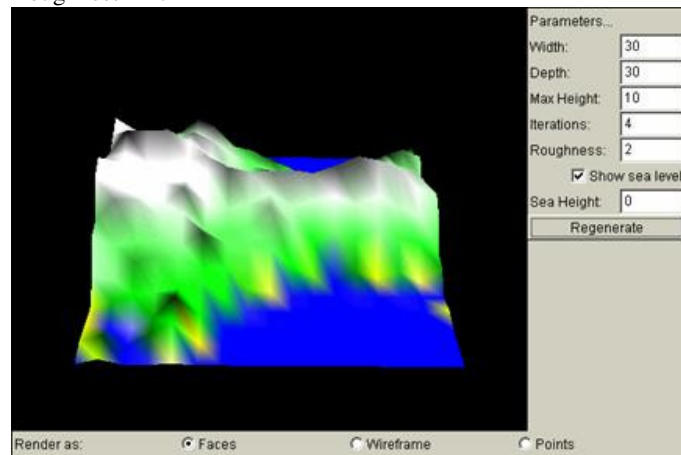 Parameters...
Width: 30
Depth: 30
Max Height: 10
Iterations: 4
Roughness: 2
Show sea level
Sea Height: 0
Regenerate
Render as: Faces Wireframe Points